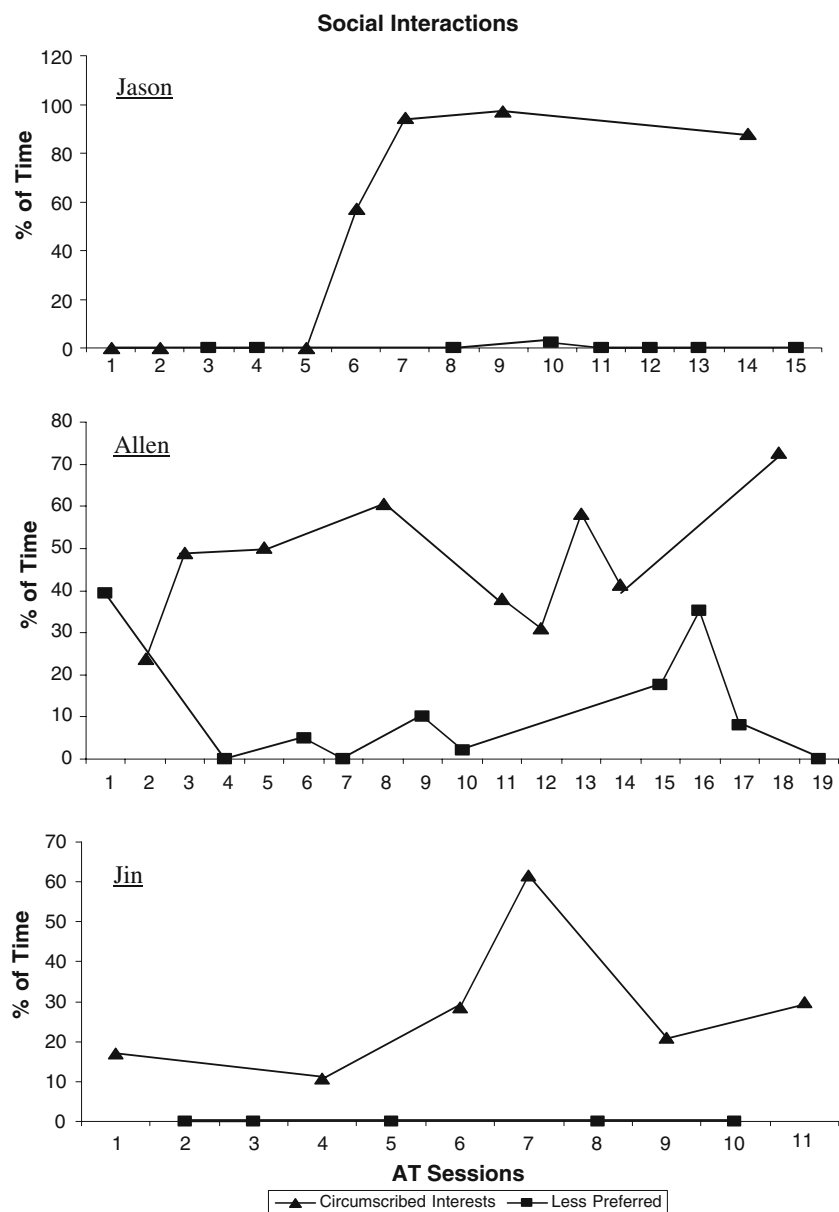 Social Interactions
120
100
80
60
40
20
0
% of Time
Jason
1 2 3 4 5 6 7 8 9 10 11 12 13 14 15
80
70
60
50
40
30
20
10
0
% of Time
Allen
1 2 3 4 5 6 7 8 9 10 11 12 13 14 15 16 17 18 19
70
60
50
40
30
20
10
0
% of Time
Jin
1 2 3 4 5 6 7 8 9 10 11
AT Sessions
Circumscribed Interests Less Preferred